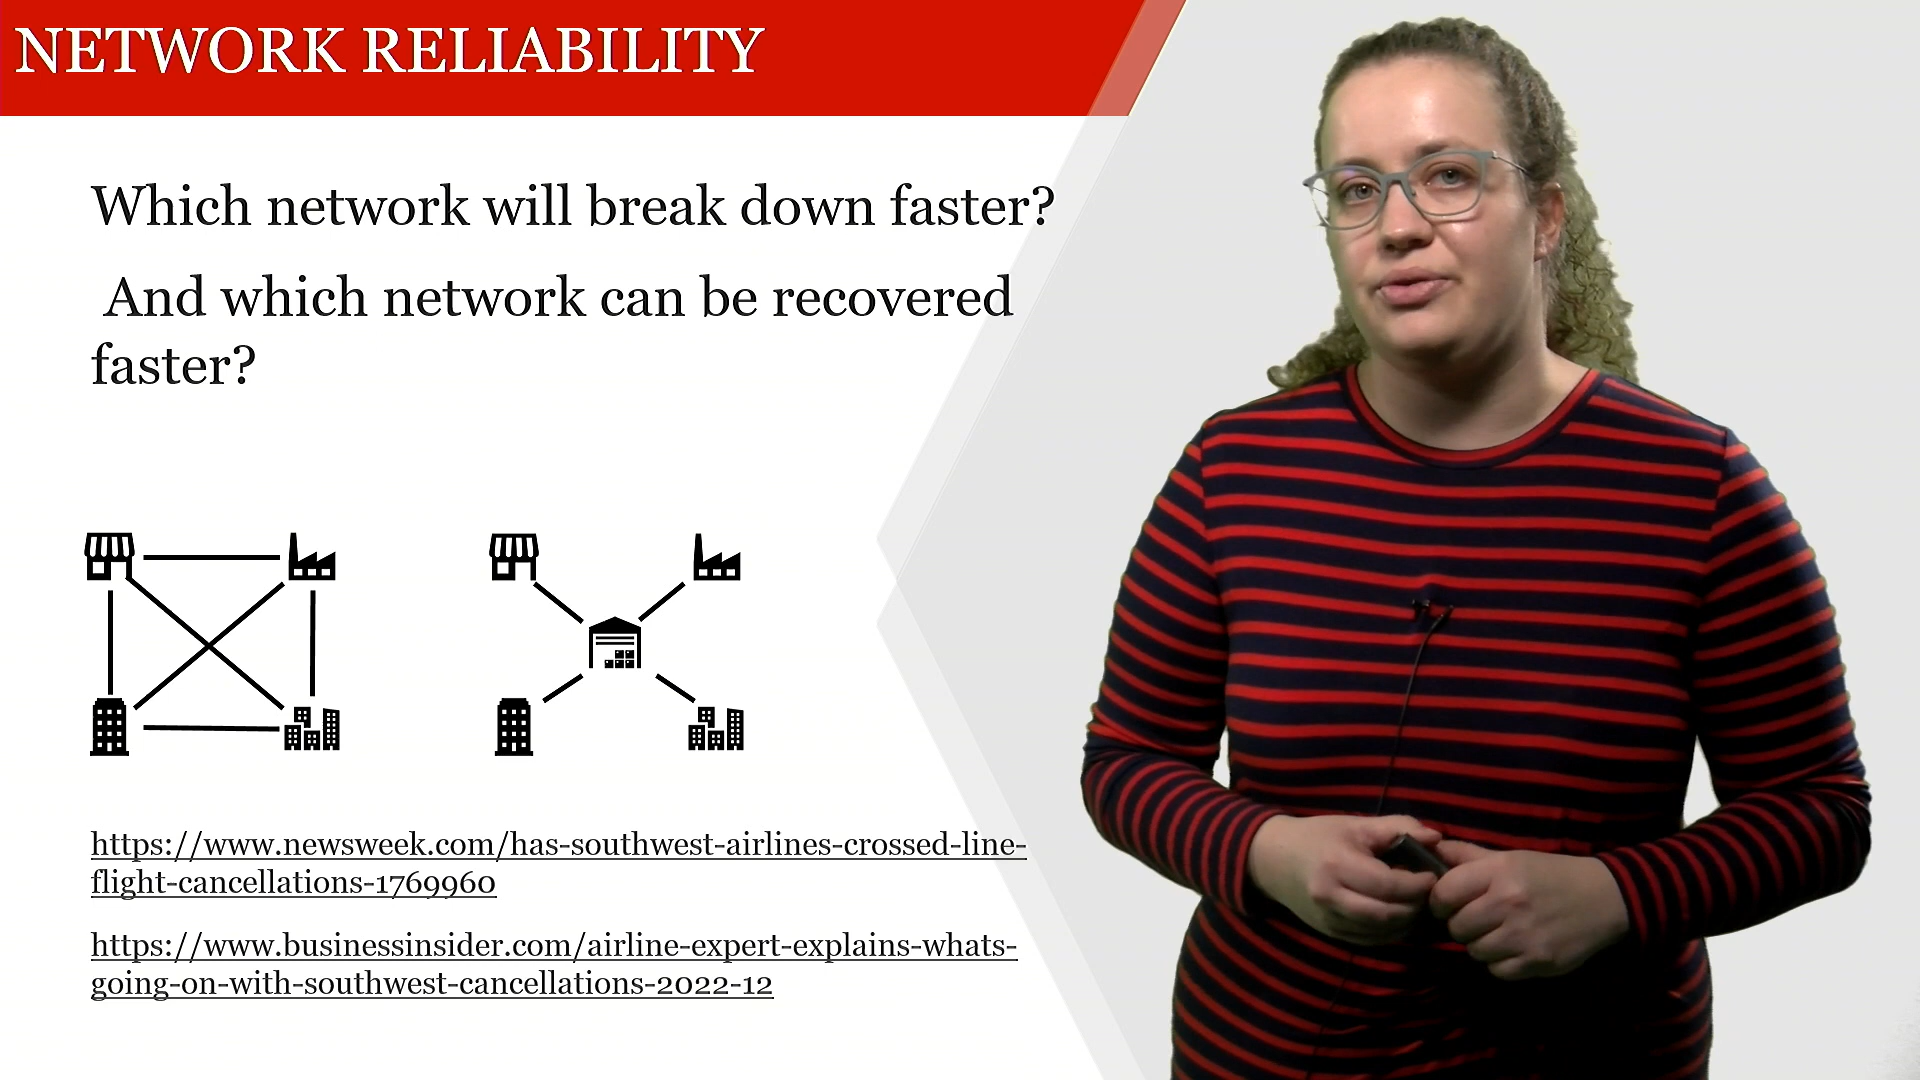 NETWORK RELIABILITY
Which network will break down faster?
And which network can be recovered
faster?
https://www.newsweek.com/has-southwest-airlines-crossed-line-
flight-cancellations-1769960
https://www.businessinsider.com/airline-expert-explains-whats-
going-on-with-southwest-cancellations-2022-12